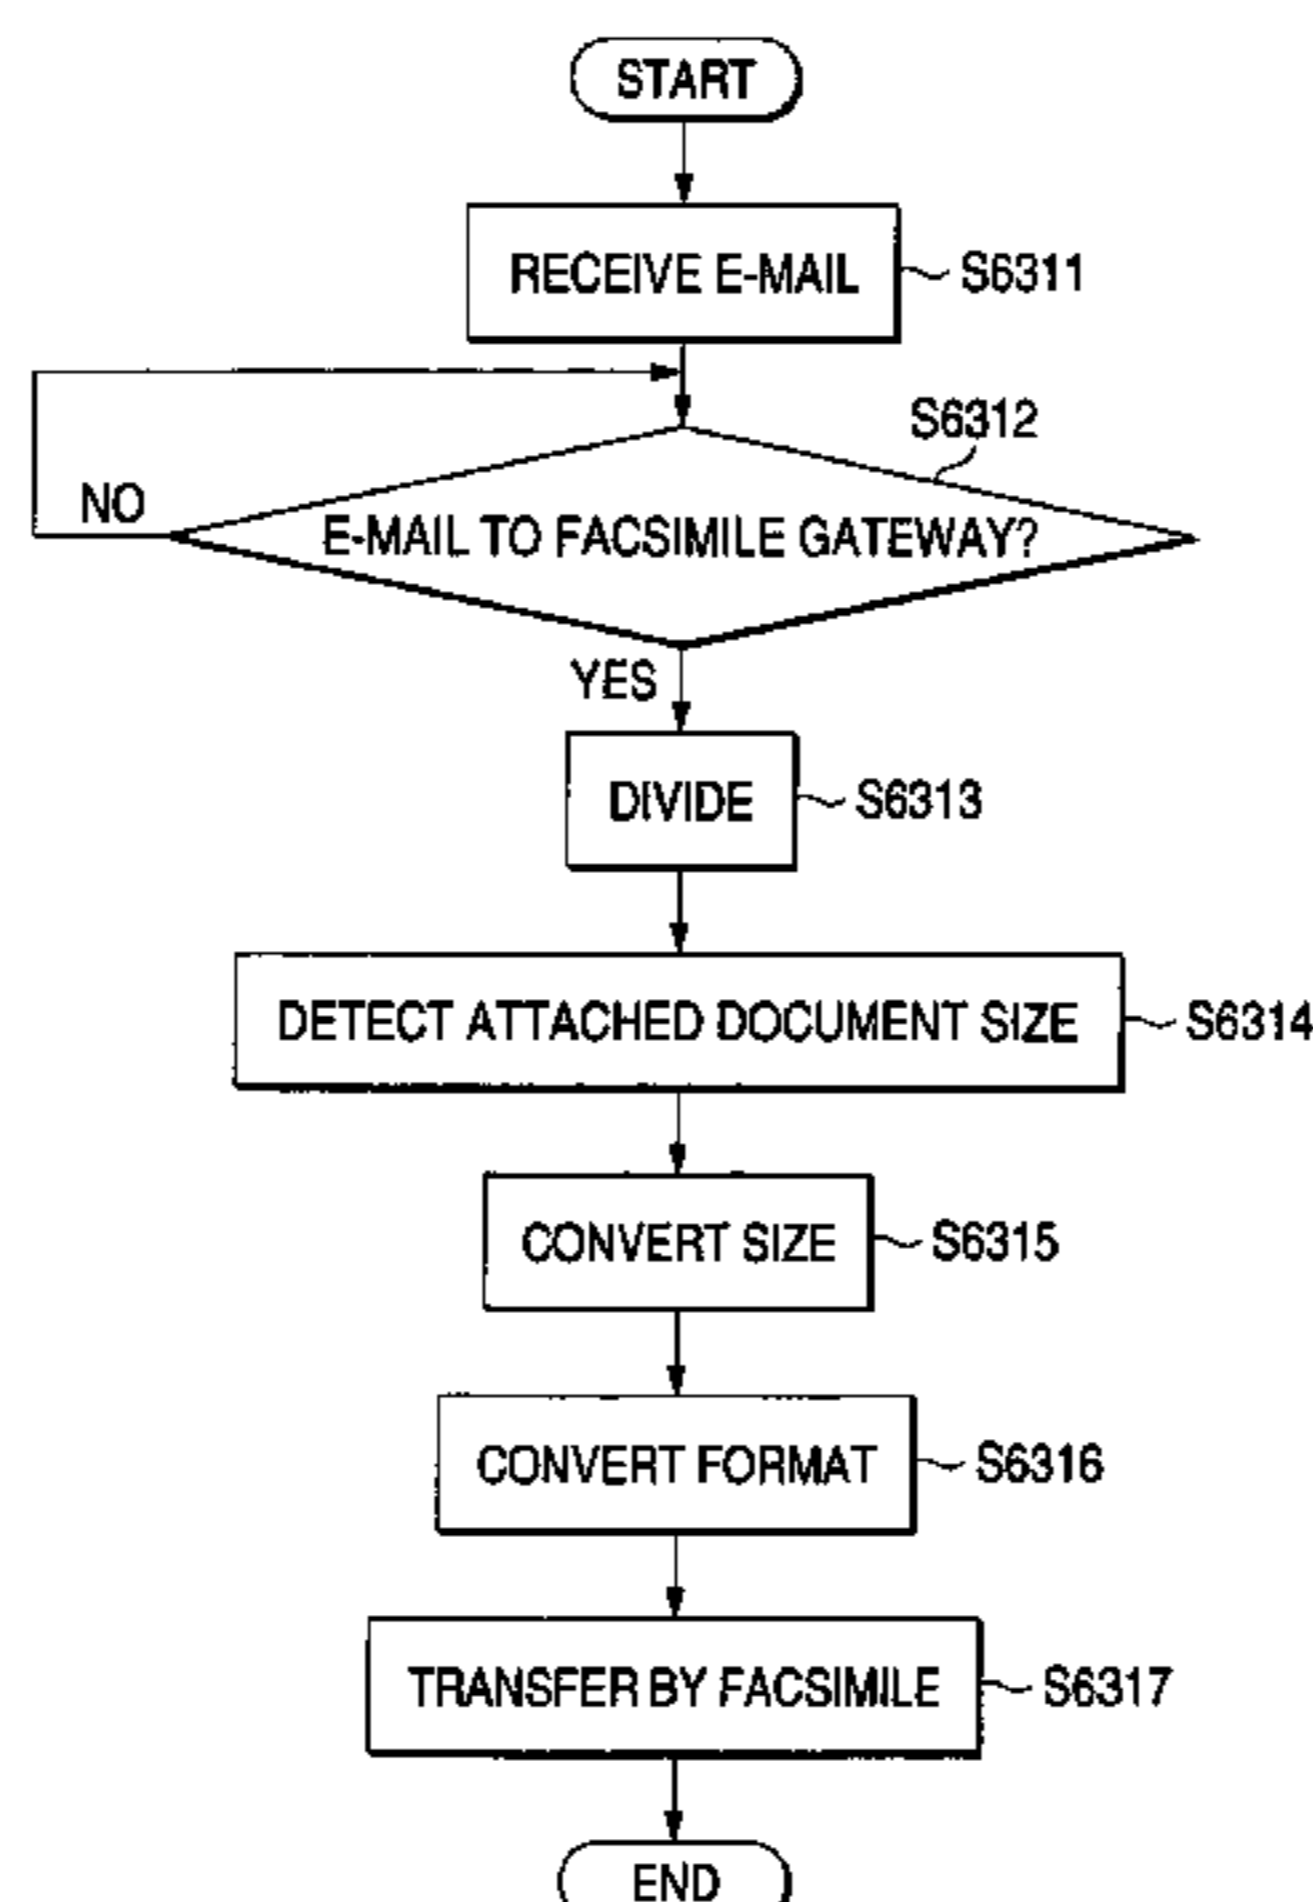 START
RECEIVE E-MAIL
S6311
S6312
NO
E-MAIL TO FACSIMILE GATEWAY?
YES
DIVIDE
S6313
DETECT ATTACHED DOCUMENT SIZE
S6314
CONVERT SIZE
S6315
CONVERT FORMAT
S6316
TRANSFER BY FACSIMILE
S6317
END